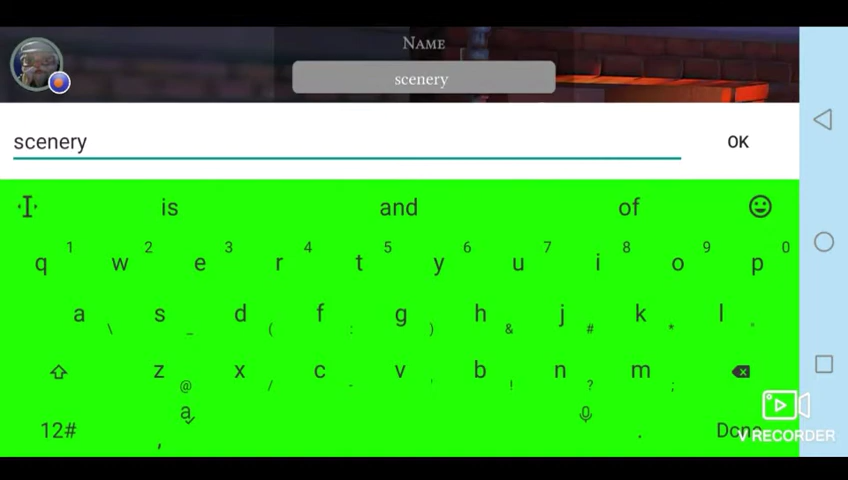 NAME
scenery
scenery OK
is and of
1 2 3 4 5 6 7 8 9 0
q w e r t y u i o p
a s d f g h j k l
\ _ ( : ) & # * "
z x c v b n m
@ / - ' ! ? ;
a
12# , . Done
V RECORDER